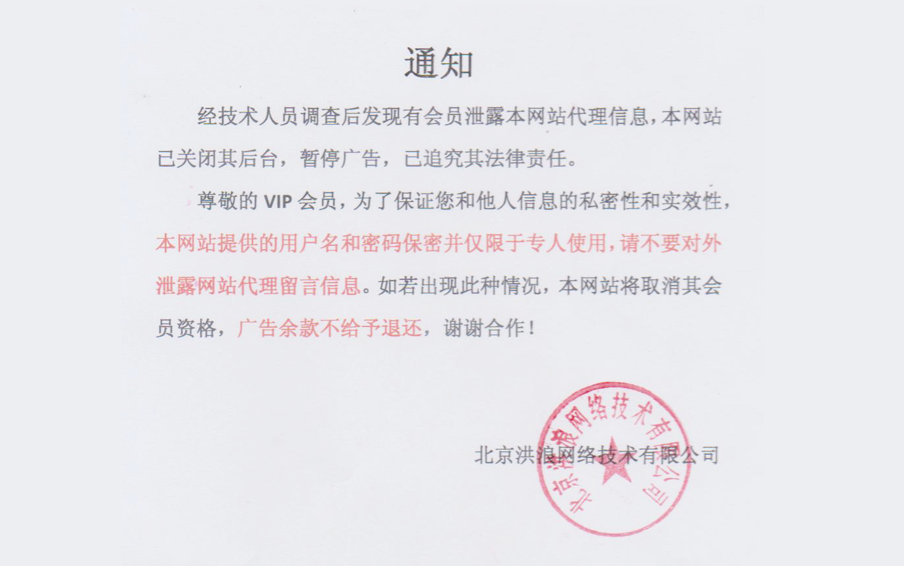 通知
经技术人员调查后发现有会员泄露本网站代理信息，本网站
已关闭其后台，暂停广告，已追究其法律责任。
尊敬的 VIP 会员，为了保证您和他人信息的私密性和实效性，
本网站提供的用户名和密码保密并仅限于专人使用，请不要对外
泄露网站代理留言信息。如若出现此种情况，本网站将取消其会
员资格，广告余款不给予退还，谢谢合作！
北京洪浪网络技术有限公司
北京洪浪网络技术有限公司